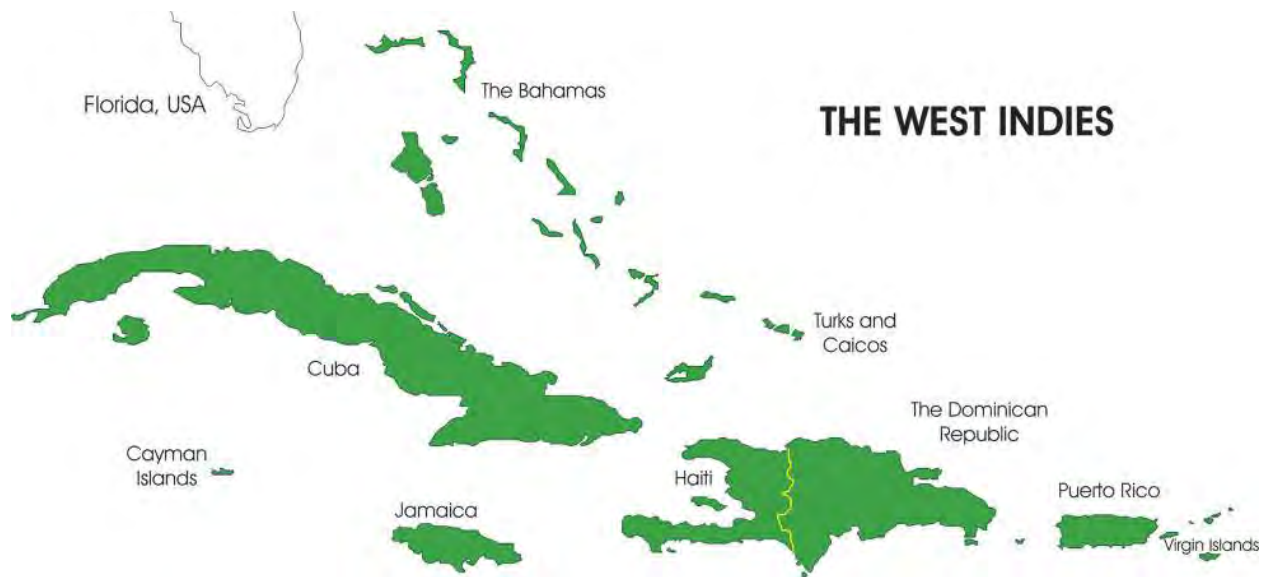 Florida, USA
The Bahamas
THE WEST INDIES
Turks and
Caicos
Cuba
The Dominican
Republic
Cayman
Islands
Haiti
Jamaica
Puerto Rico
Virgin Islands